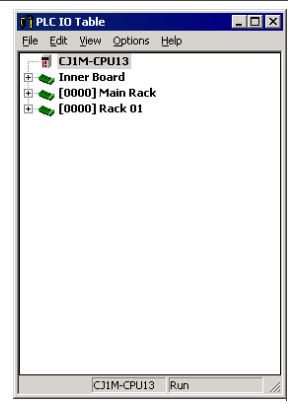 PLC IO Table
File Edit View Options Help
CJ1M-CPU13
Inner Board
[0000] Main Rack
[0000] Rack 01
CJ1M-CPU13 Run